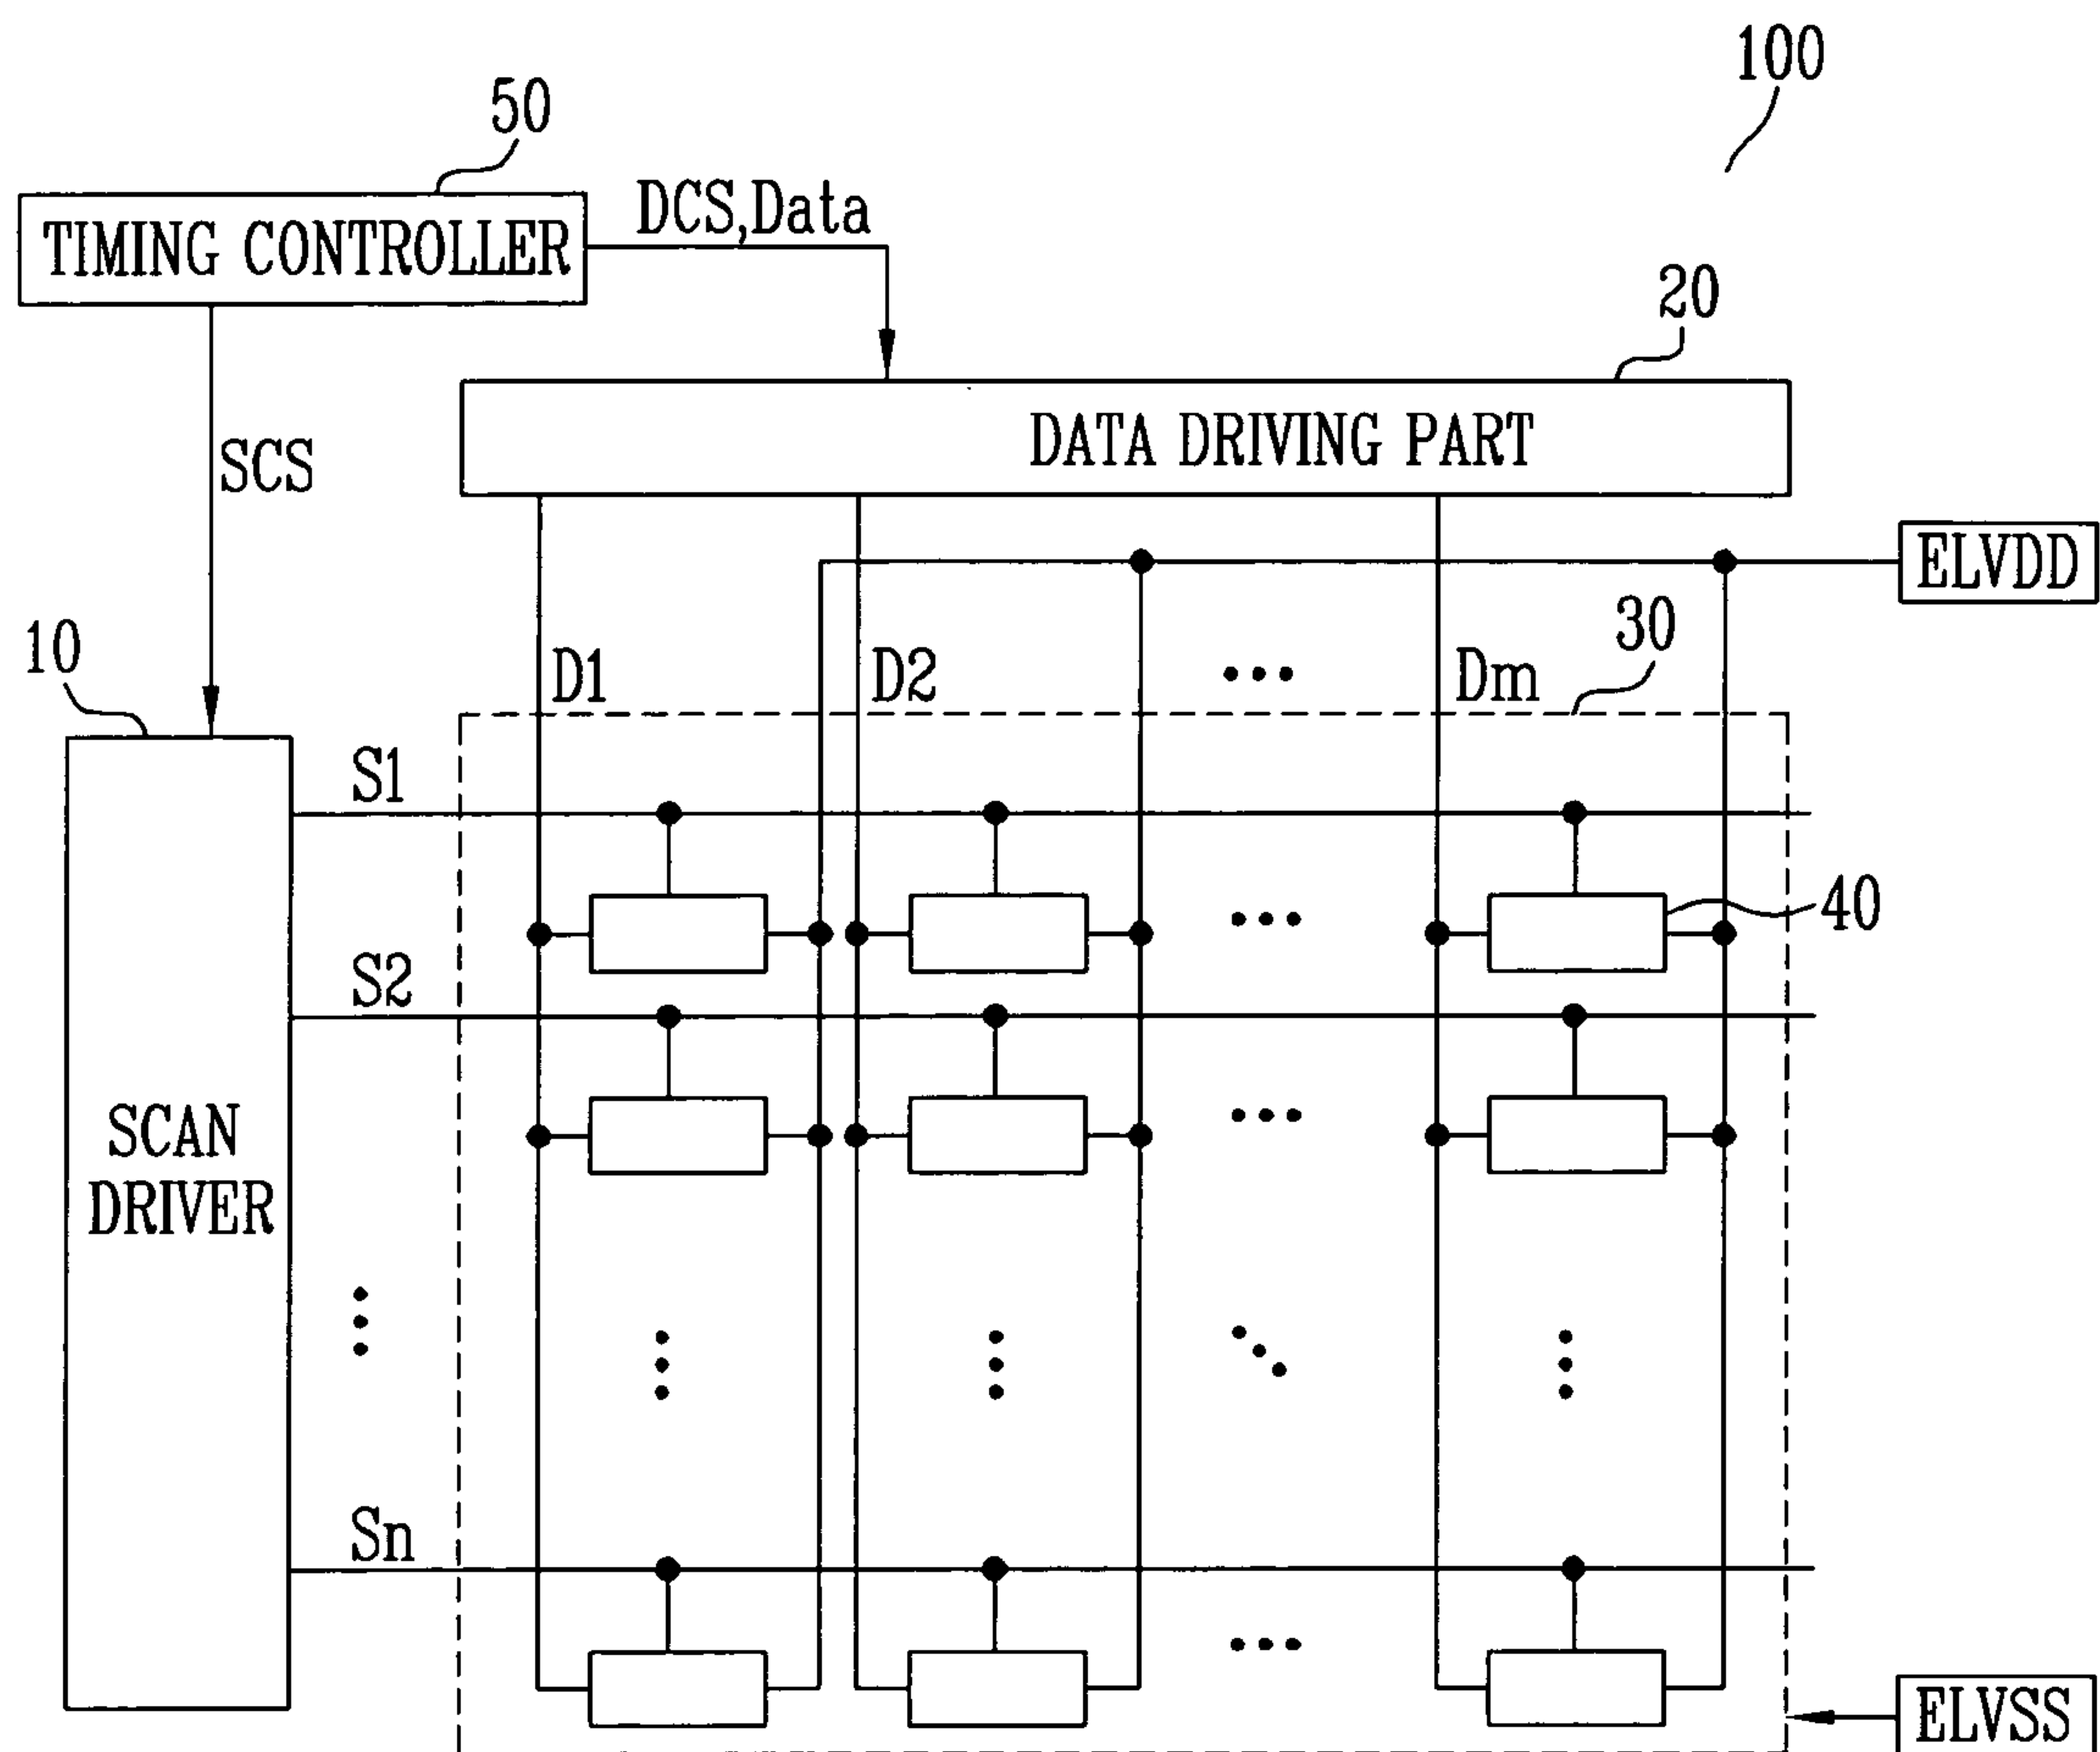 100
50
TIMING CONTROLLER
DCS,Data
20
DATA DRIVING PART
SCS
ELVDD
10
30
D1
D2
Dm
S1
40
S2
SCAN
DRIVER
Sn
ELVSS